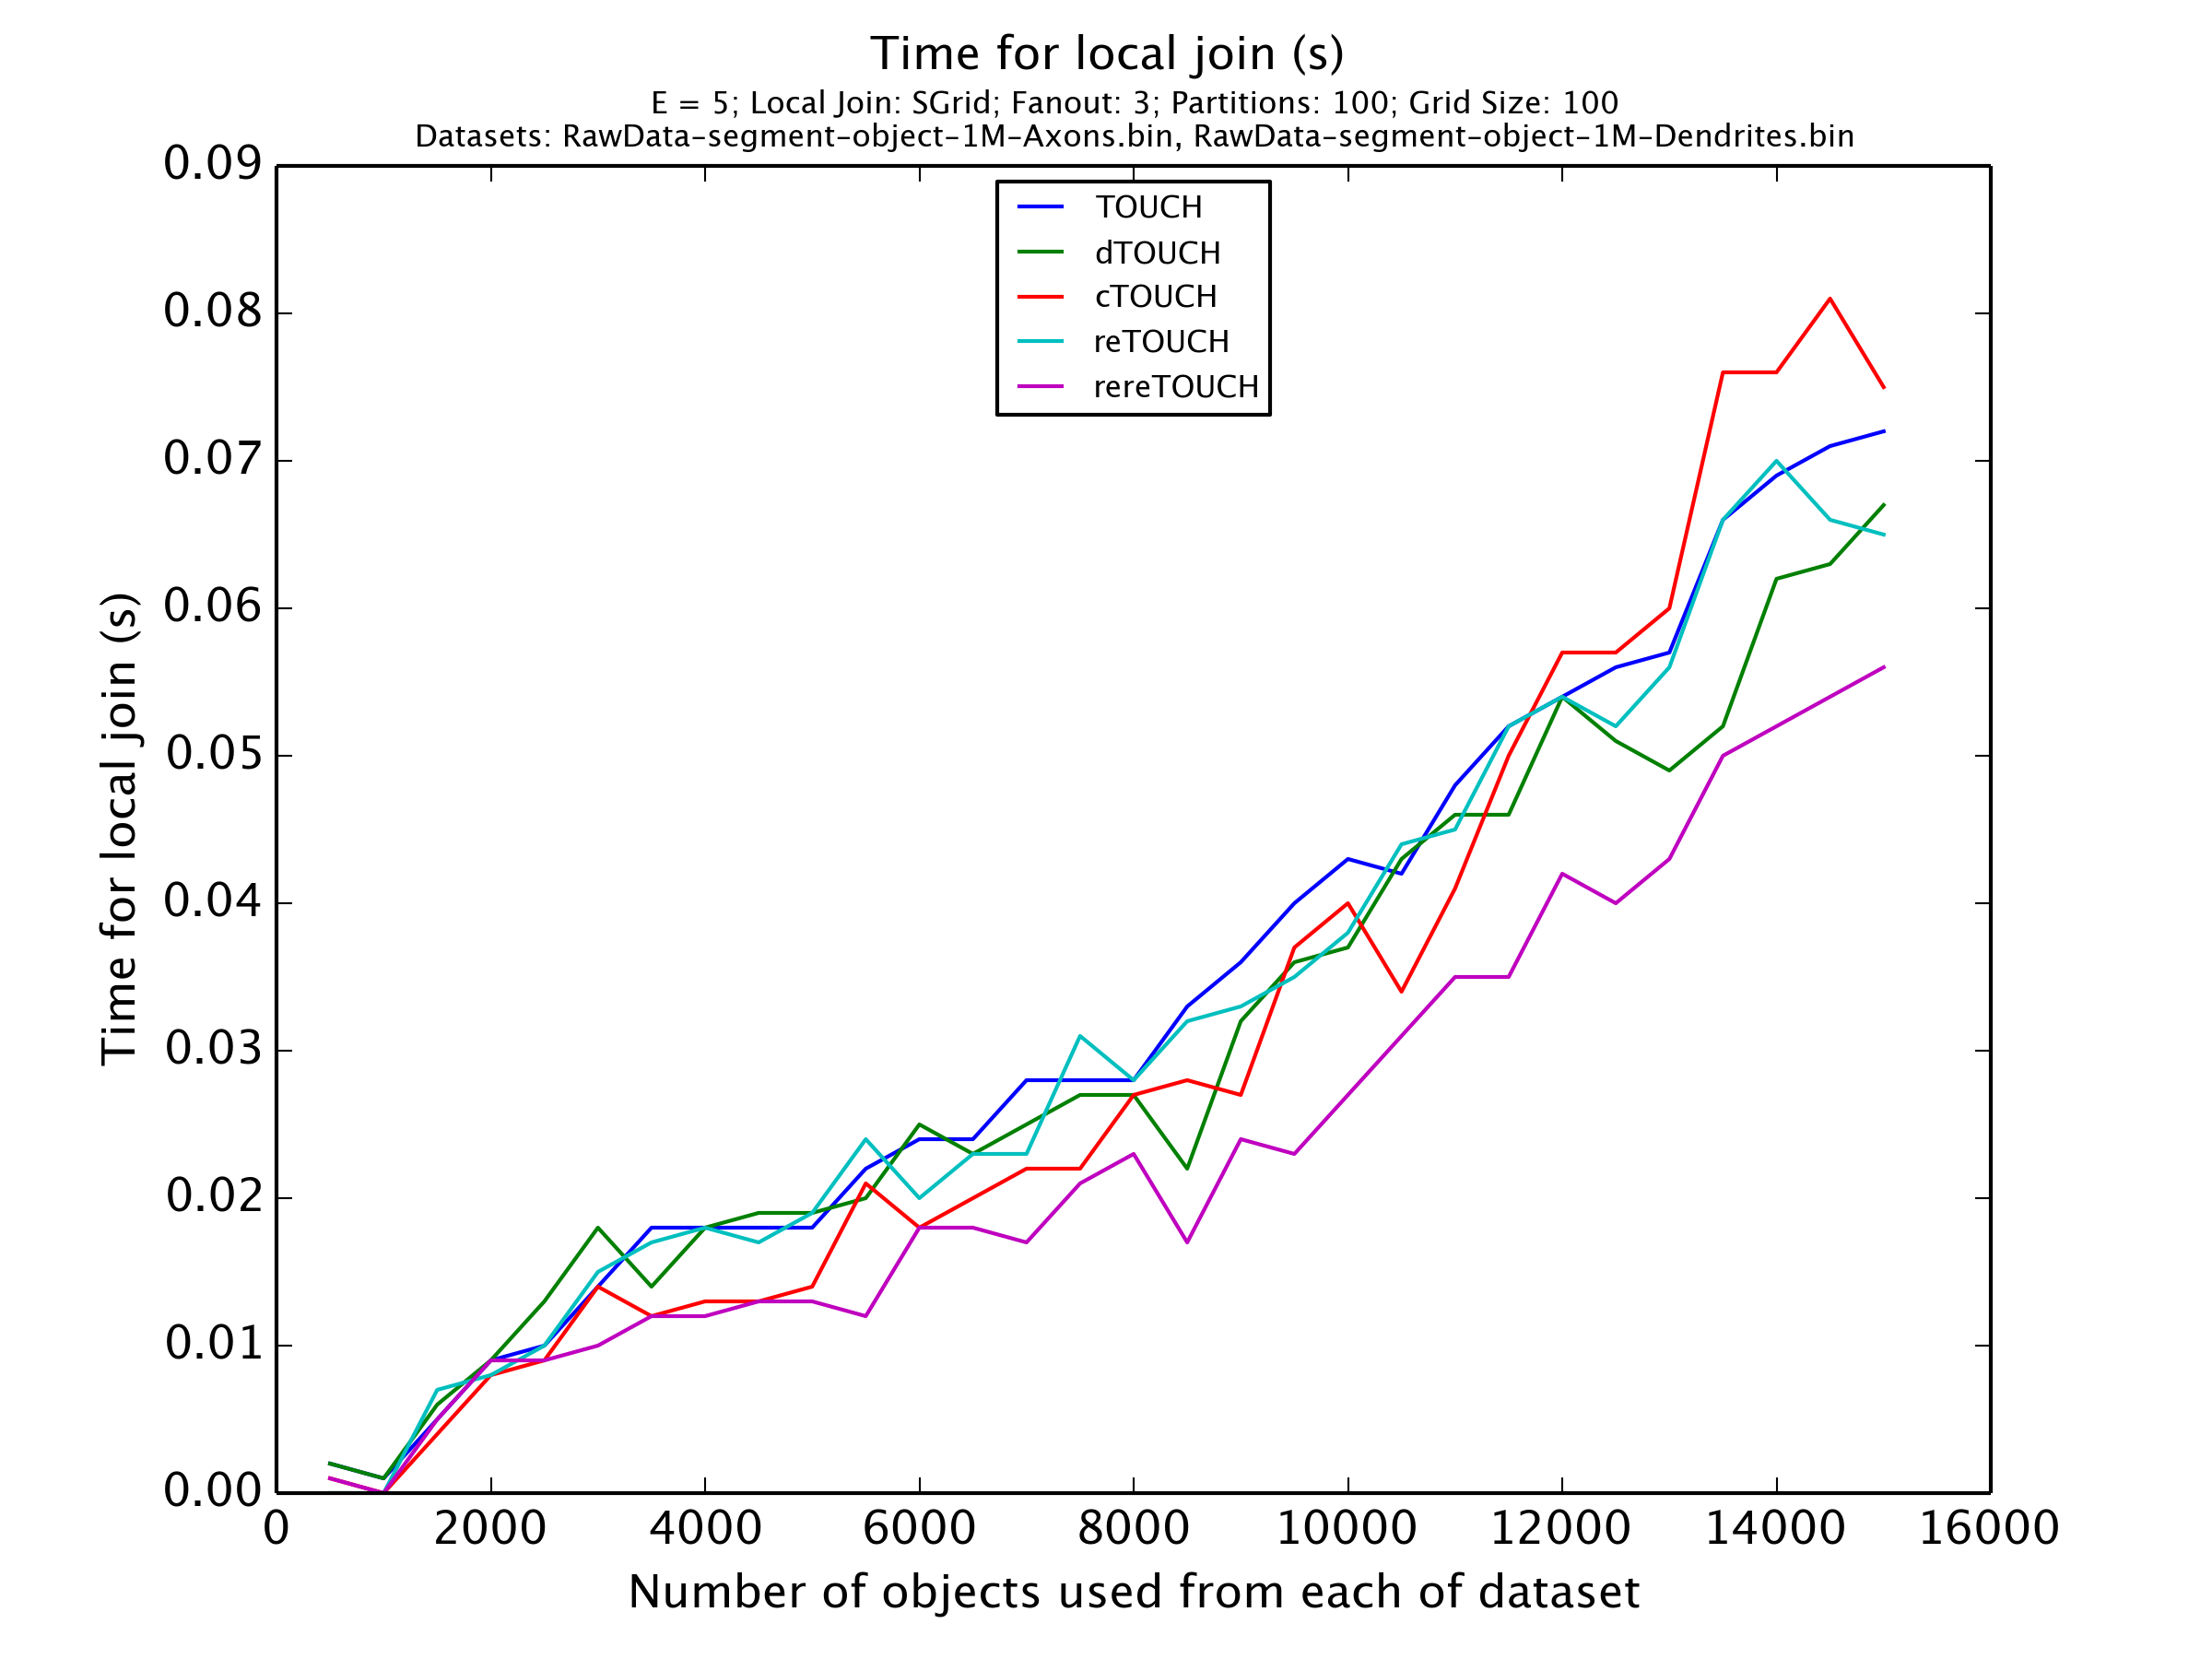 Time for local join (s)
E = 5; Local Join: SGrid; Fanout: 3; Partitions: 100; Grid Size: 100
Datasets: RawData-segment-object-1M-Axons.bin, RawData-segment-object-1M-Dendrites.bin
TOUCH
dTOUCH
cTOUCH
reTOUCH
rereTOUCH
0.09
0.08
0.07
0.06
0.05
0.04
0.03
0.02
0.01
0.00
Time for local join (s)
0 2000 4000 6000 8000 10000 12000 14000 16000
Number of objects used from each of dataset